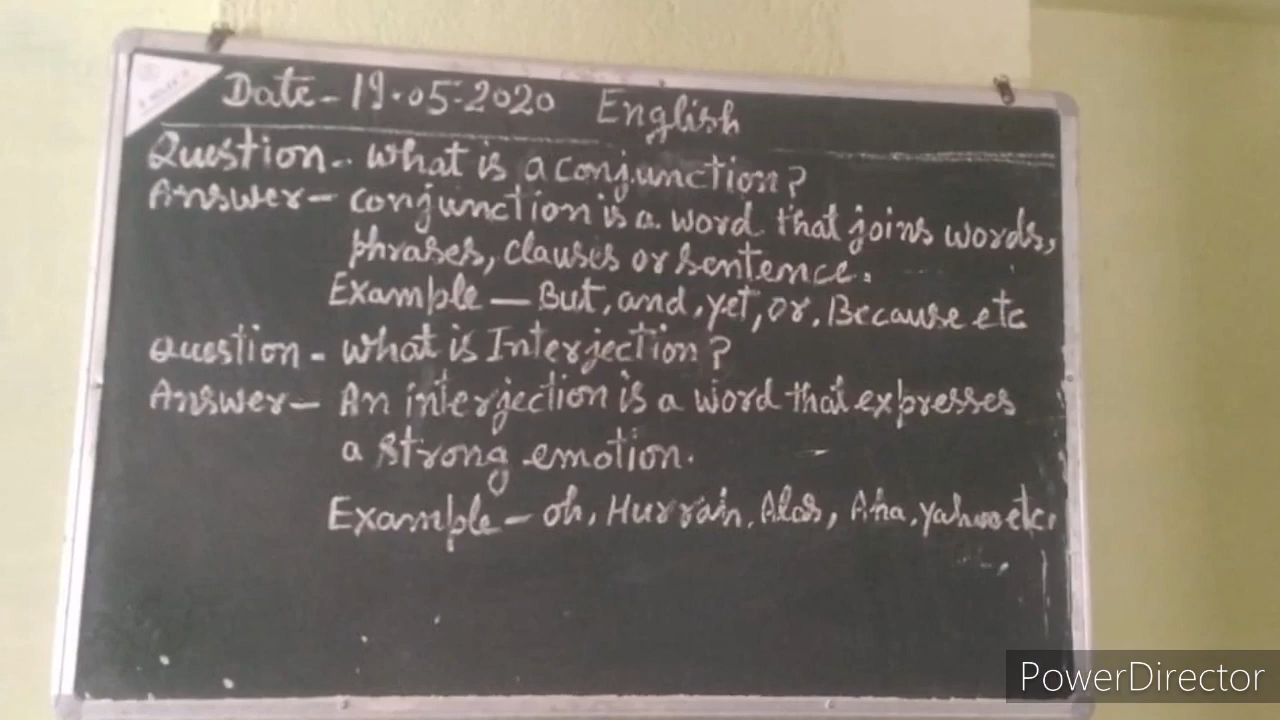 Date - 19.05-2020 English
Question - What is a conjunction?
Answer - Conjunction is a word that joins words,
phrases, clauses or sentence.
Example - But, and, yet, or, Because etc
Question - What is Interjection?
Answer - An interjection is a word that expresses
a strong emotion.
Example - Oh, Hurrah, Alas, Aha, yahoo etc.
PowerDirector